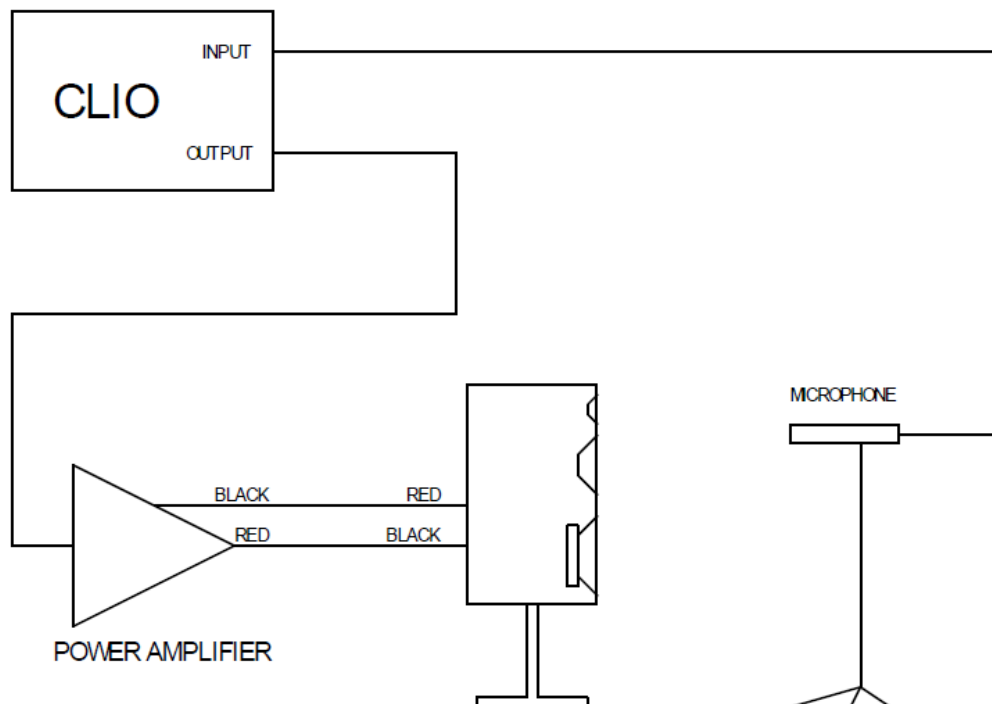 INPUT
CLIO
OUTPUT
MICROPHONE
BLACK RED
RED BLACK
POWER AMPLIFIER